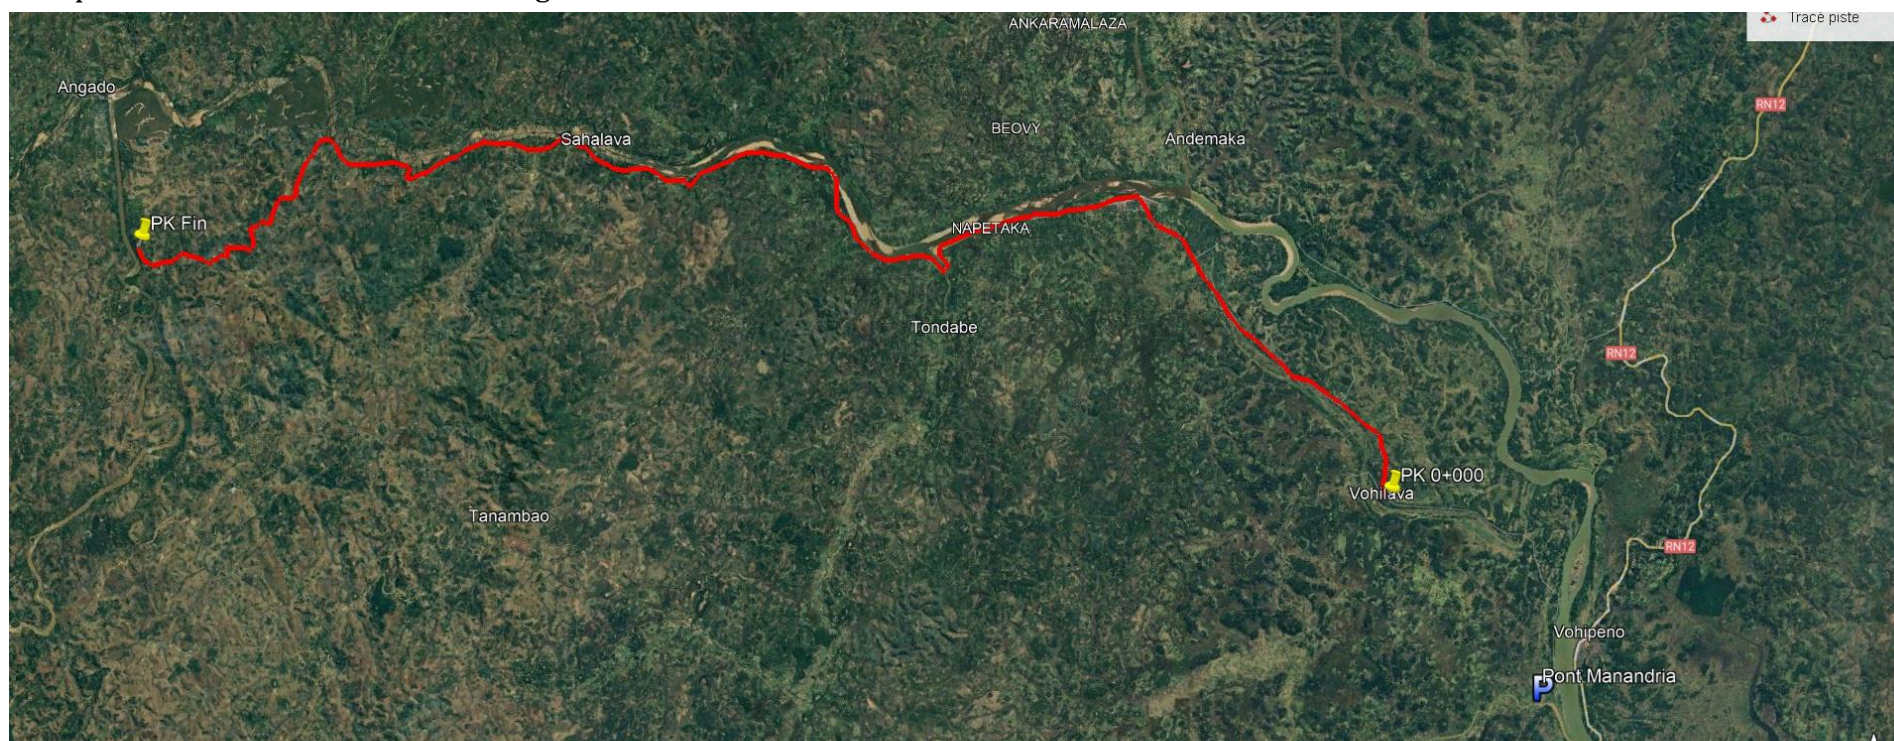 Tracé piste
ANKARAMALAZA
RN12
Angado
BEOVY
Andemaka
Sahalava
PK Fin
NAPETAKA
Tondabe
RN12
PK 0+000
Vohilava
Tanambao
RN12
Vohipeno
P
Pont Manandria